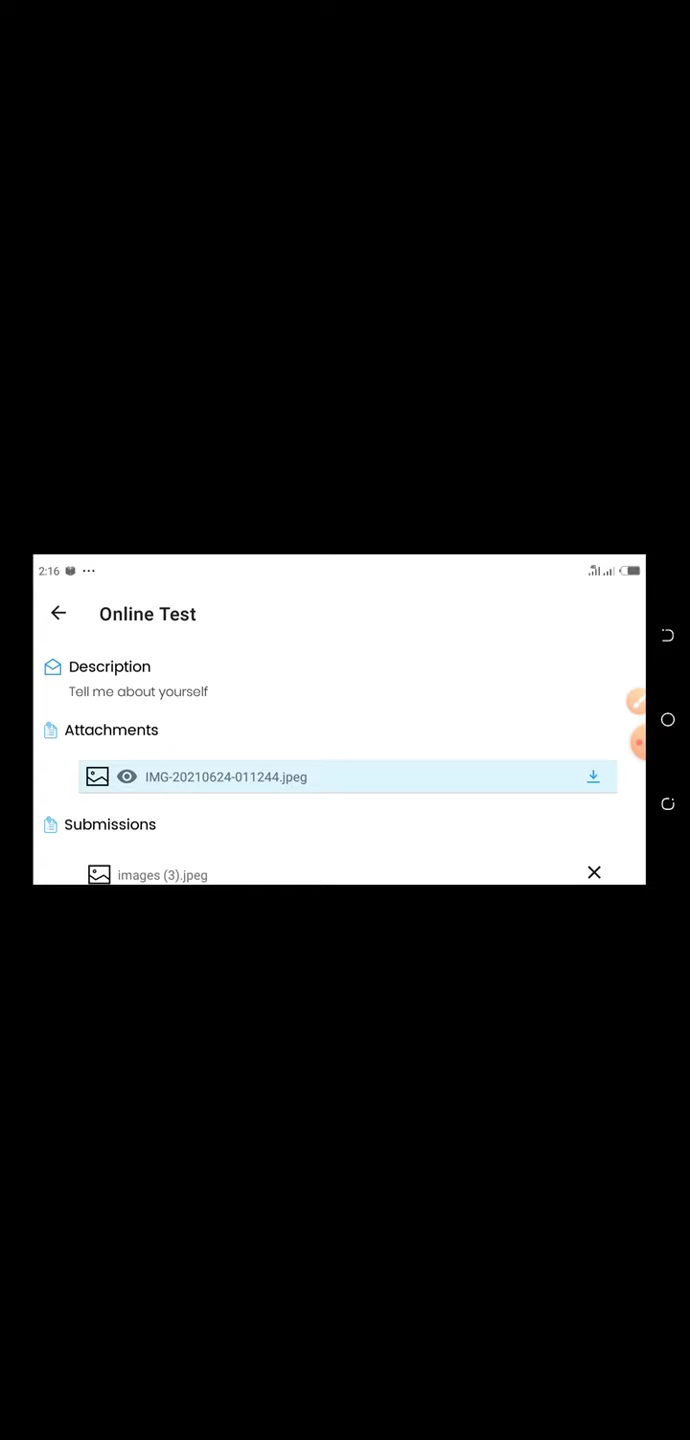 2:16 ...
Online Test
Description
Tell me about yourself
Attachments
IMG-20210624-011244.jpeg
Submissions
images (3).jpeg